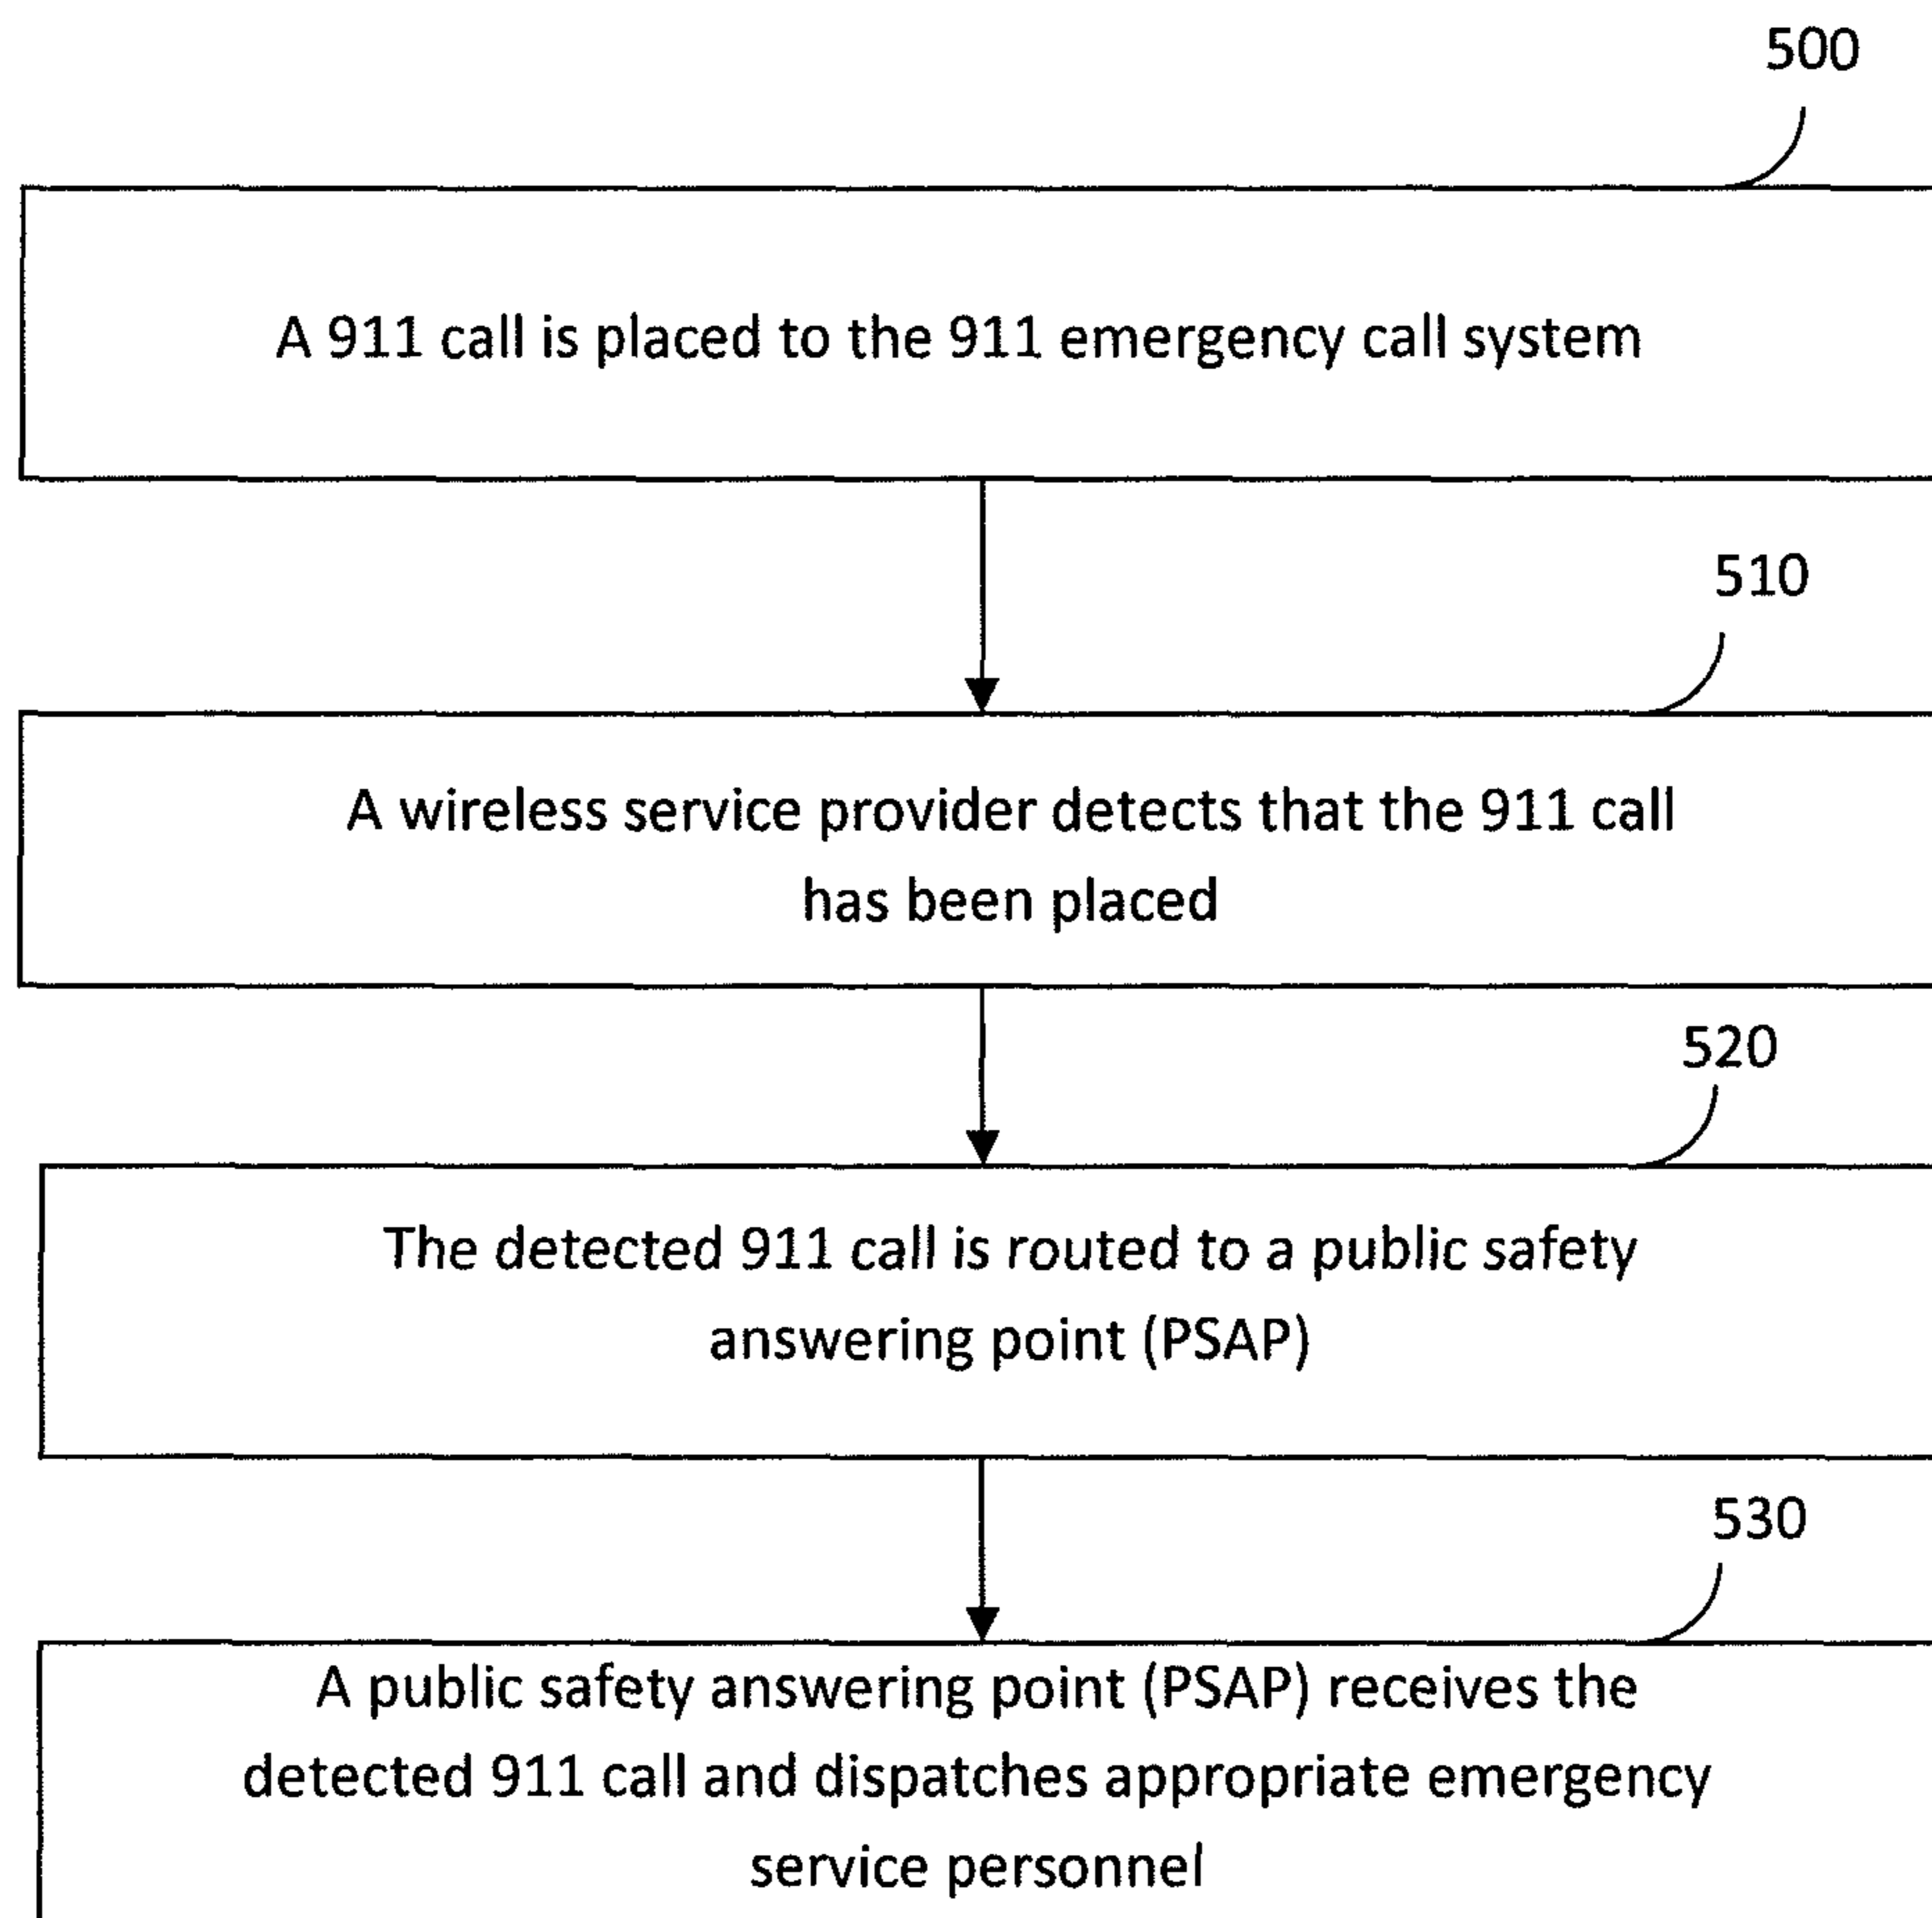 500
A 911 call is placed to the 911 emergency call system
510
A wireless service provider detects that the 911 call
has been placed
520
The detected 911 call is routed to a public safety
answering point (PSAP)
530
A public safety answering point (PSAP) receives the
detected 911 call and dispatches appropriate emergency
service personnel